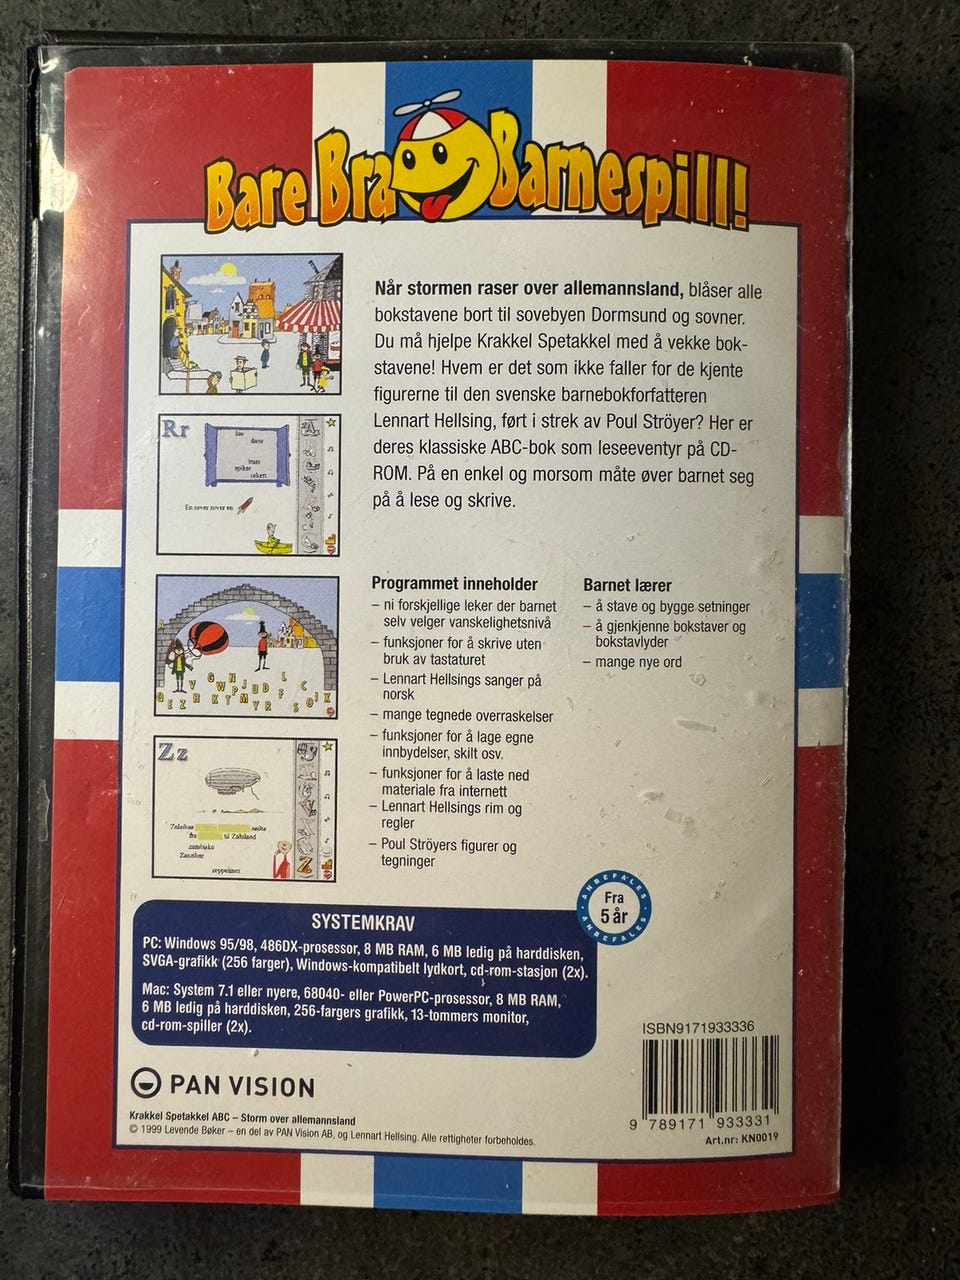 Bare Bra Barnespill!
Når stormen raser over allemannsland, blåser alle
bokstavene bort til sovebyen Dormsund og sovner.
Du må hjelpe Krakkel Spetakkel med å vekke bok-
stavene! Hvem er det som ikke faller for de kjente
figurerne til den svenske barnebokforfatteren
Lennart Hellsing, ført i strek av Poul Ströyer? Her er
deres klassiske ABC-bok som leseeventyr på CD-
ROM. På en enkel og morsom måte øver barnet seg
på å lese og skrive.
Rr
En rover rover en
Zz
til Zululand
Zannibar
zeppeliner
Programmet inneholder
– ni forskjellige leker der barnet
selv velger vanskelighetsnivå
– funksjoner for å skrive uten
bruk av tastaturet
– Lennart Hellsings sanger på
norsk
– mange tegnede overraskelser
– funksjoner for å lage egne
innbydelser, skilt osv.
– funksjoner for å laste ned
materiale fra internett
– Lennart Hellsings rim og
regler
– Poul Ströyers figurer og
tegninger
Barnet lærer
– å stave og bygge setninger
– å gjenkjenne bokstaver og
bokstavlyder
– mange nye ord
ANBEFALES
Fra
5 år
ANBEFALES
SYSTEMKRAV
PC: Windows 95/98, 486DX-prosessor, 8 MB RAM, 6 MB ledig på harddisken,
SVGA-grafikk (256 farger), Windows-kompatibelt lydkort, cd-rom-stasjon (2x).
Mac: System 7.1 eller nyere, 68040- eller PowerPC-prosessor, 8 MB RAM,
6 MB ledig på harddisken, 256-fargers grafikk, 13-tommers monitor,
cd-rom-spiller (2x).
PAN VISION
Krakkel Spetakkel ABC – Storm over allemannsland
© 1999 Levende Bøker – en del av PAN Vision AB, og Lennart Hellsing. Alle rettigheter forbeholdes.
ISBN9171933336
9 789171 933331
Art.nr: KN0019